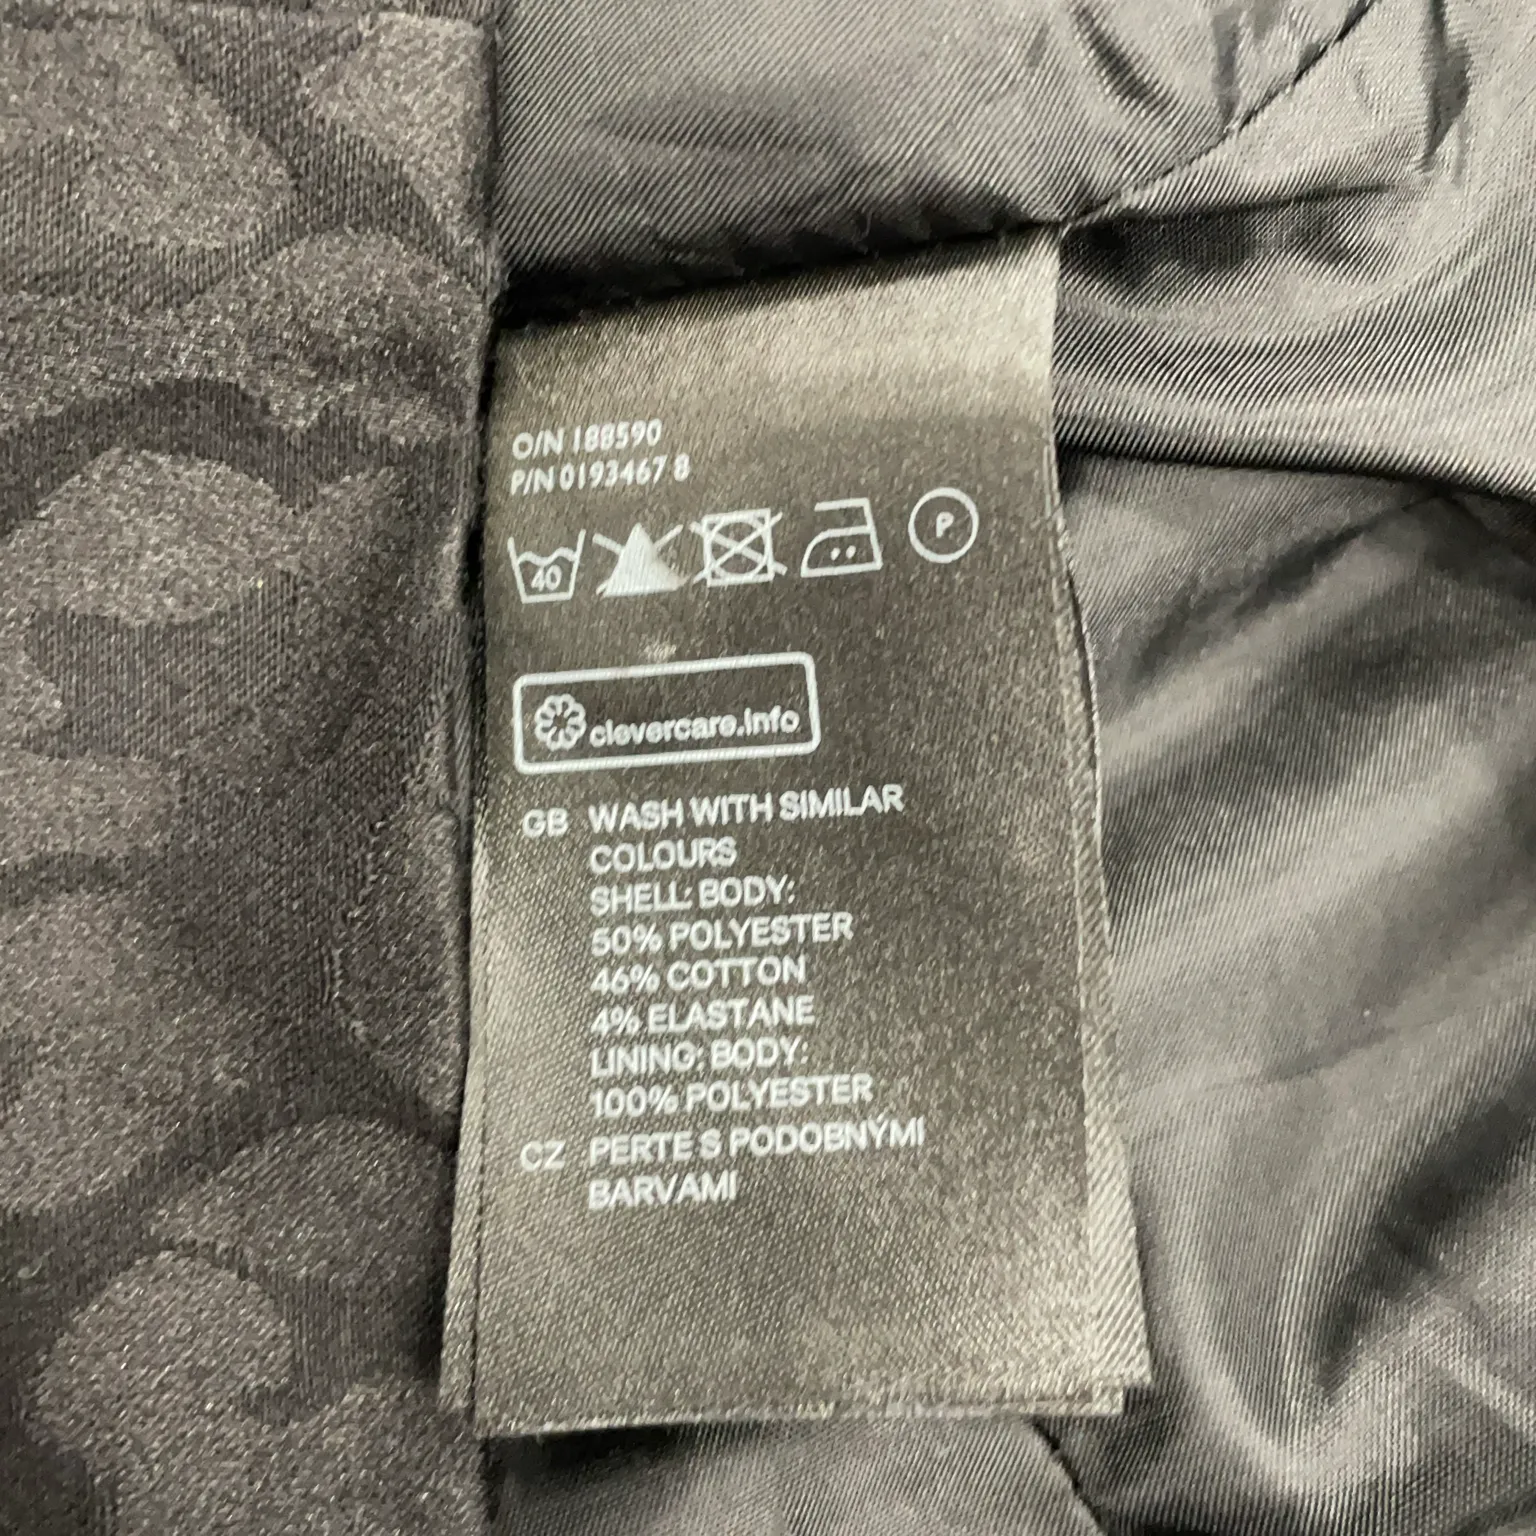 O/N 188590
P/N 0193467 8
40
P
clevercare.info
GB WASH WITH SIMILAR
COLOURS
SHELL: BODY:
50% POLYESTER
46% COTTON
4% ELASTANE
LINING: BODY:
100% POLYESTER
CZ PERTE S PODOBNÝMI
BARVAMI